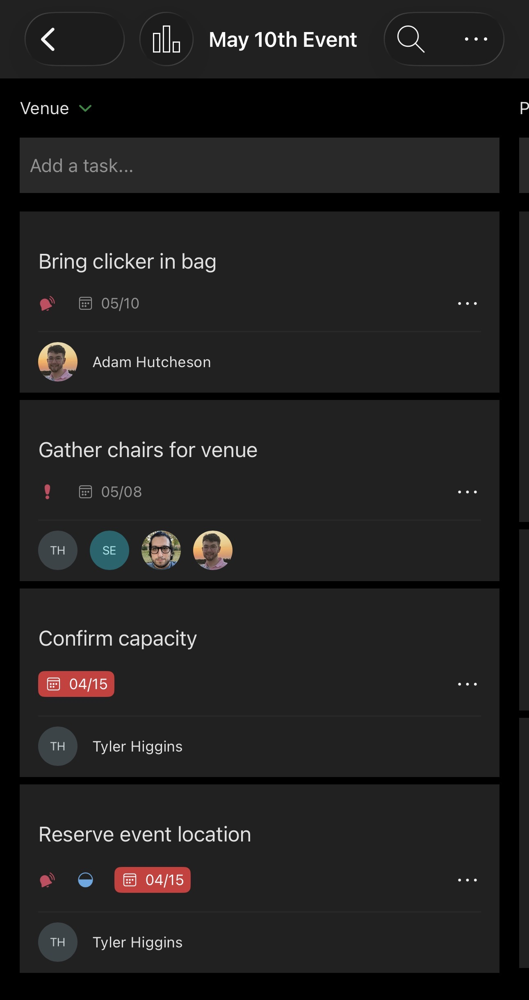 May 10th Event
Venue
P
Add a task...
Bring clicker in bag
05/10
Adam Hutcheson
Gather chairs for venue
05/08
TH SE
Confirm capacity
04/15
TH Tyler Higgins
Reserve event location
04/15
TH Tyler Higgins